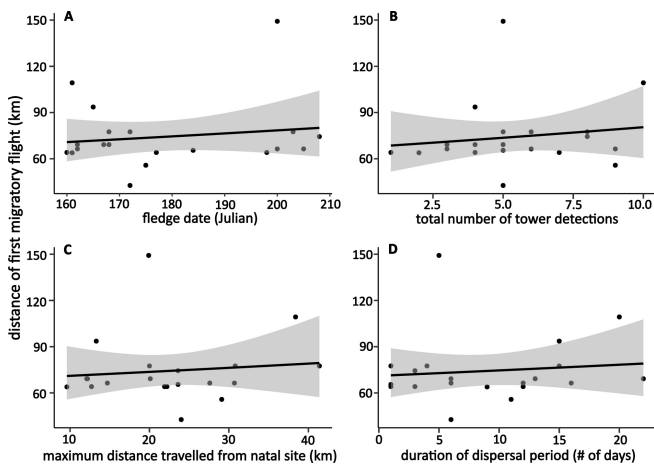 distance of first migratory flight (km)
A
150
120
90
60
160 170 180 190 200 210
fledge date (Julian)
B
150
120
90
60
2.5 5.0 7.5 10.0
total number of tower detections
C
150
120
90
60
10 20 30 40
maximum distance travelled from natal site (km)
D
150
120
90
60
0 5 10 15 20
duration of dispersal period (# of days)